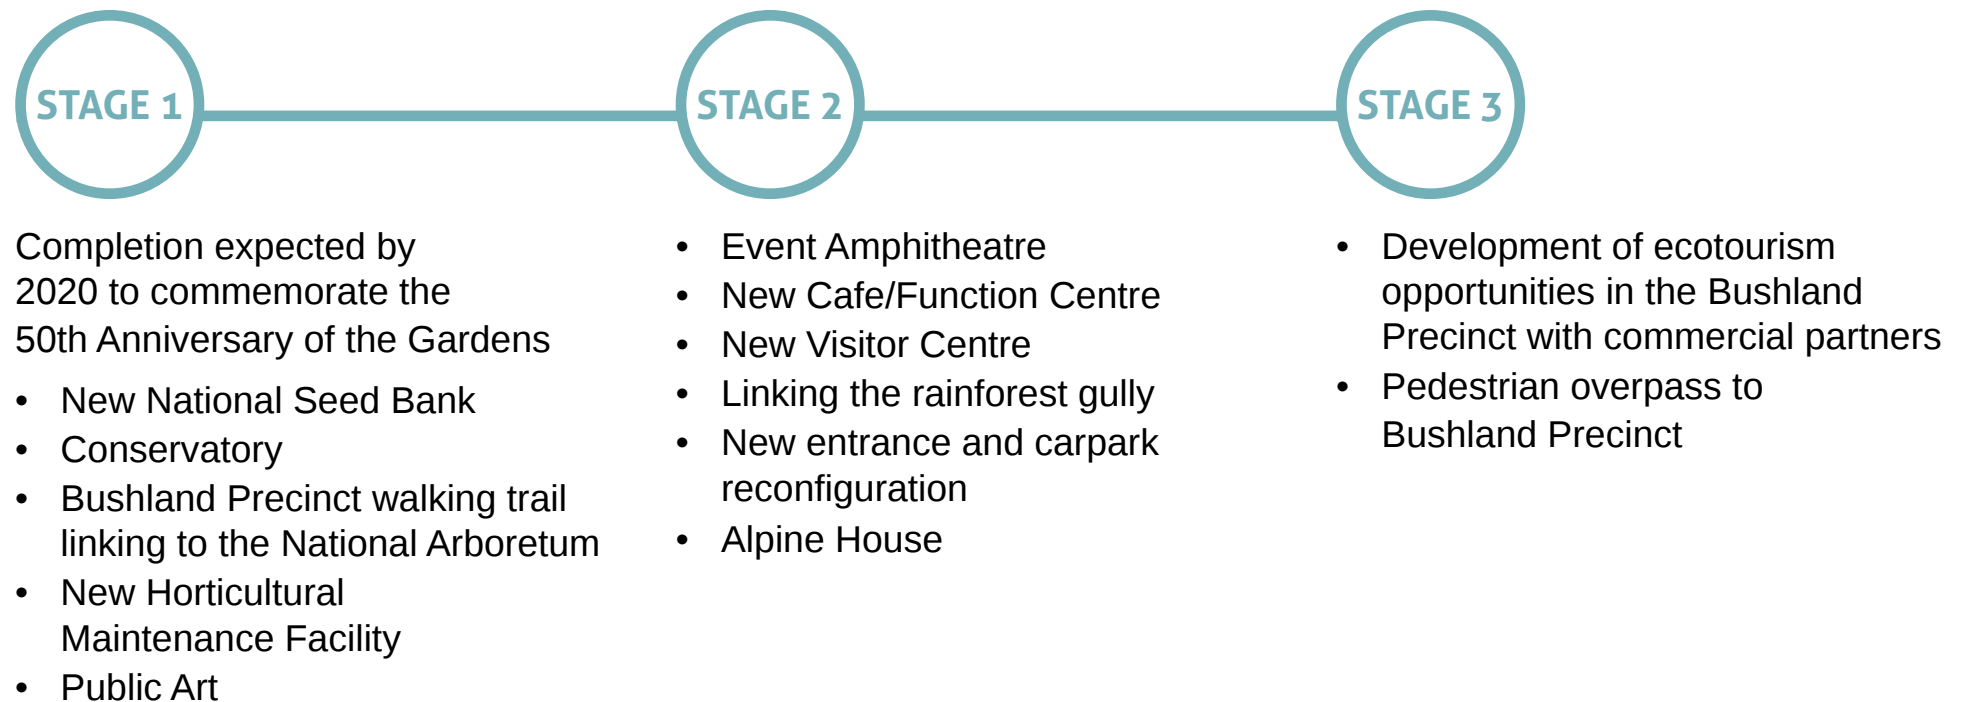 STAGE 1
STAGE 2
STAGE 3
Completion expected by
2020 to commemorate the
50th Anniversary of the Gardens
• New National Seed Bank
• Conservatory
• Bushland Precinct walking trail
linking to the National Arboretum
• New Horticultural
Maintenance Facility
• Public Art
• Event Amphitheatre
• New Cafe/Function Centre
• New Visitor Centre
• Linking the rainforest gully
• New entrance and carpark
reconfiguration
• Alpine House
• Development of ecotourism
opportunities in the Bushland
Precinct with commercial partners
• Pedestrian overpass to
Bushland Precinct